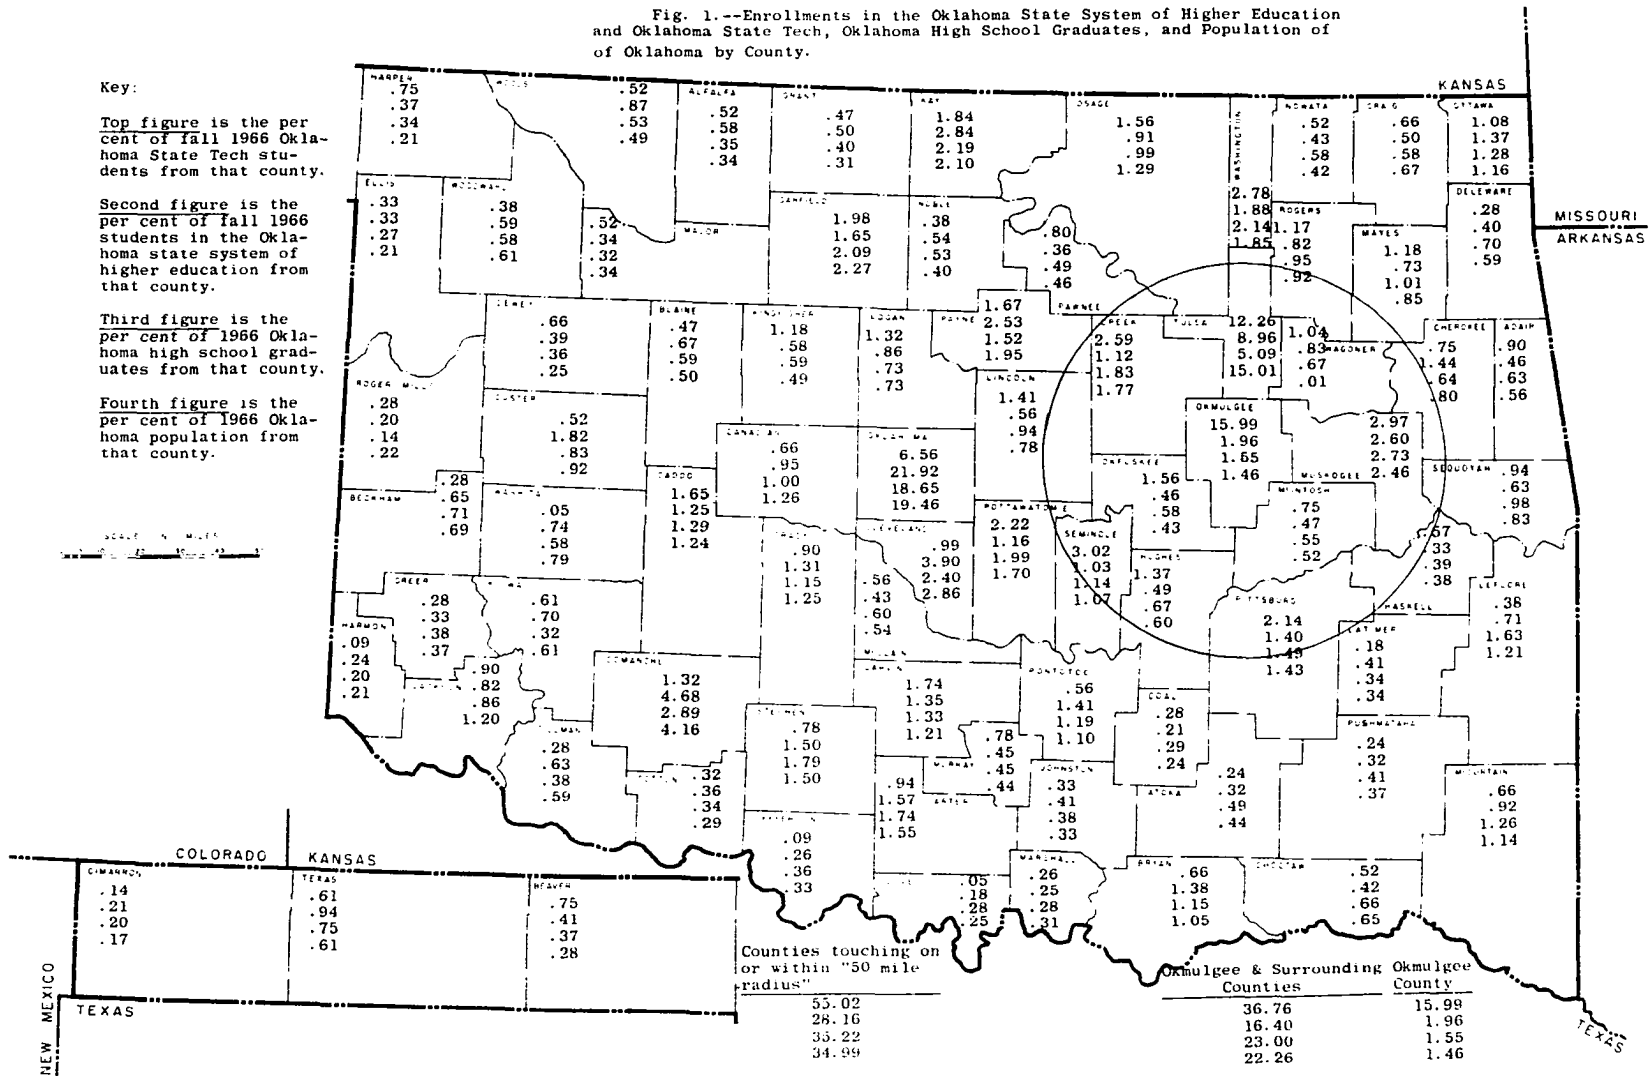 Fig. 1.--Enrollments in the Oklahoma State System of Higher Education
and Oklahoma State Tech, Oklahoma High School Graduates, and Population of
of Oklahoma by County.
Key:
Top figure is the per
cent of fall 1966 Okla-
homa State Tech stu-
dents from that county.
Second figure is the
per cent of fall 1966
students in the Okla-
homa state system of
higher education from
that county.
Third figure is the
per cent of 1966 Okla-
homa high school grad-
uates from that county.
Fourth figure is the
per cent of 1966 Okla-
homa population from
that county.
SCALE IN MILES
KANSAS
MISSOURI
ARKANSAS
HARPER
.75
.37
.34
.21
WOODS
.52
.87
.53
.49
ALFALFA
.52
.58
.35
.34
GRANT
.47
.50
.40
.31
KAY
1.84
2.84
2.19
2.10
OSAGE
1.56
.91
.99
1.29
WASHINGTON
2.78
1.88
2.14
1.85
NOWATA
.52
.43
.58
.42
CRAIG
.66
.50
.58
.67
OTTAWA
1.08
1.37
1.28
1.16
ELLIS
.33
.33
.27
.21
WOODWARD
.38
.59
.58
.61
MAJOR
.52
.34
.32
.34
GARFIELD
1.98
1.65
2.09
2.27
NOBLE
.38
.54
.53
.40
PAWNEE
.80
.36
.49
.46
ROGERS
1.17
.82
.95
.92
MAYES
1.18
.73
1.01
.85
DELEWARE
.28
.40
.70
.59
ROGER MILLS
.28
.20
.14
.22
DEWEY
.66
.39
.36
.25
BLAINE
.47
.67
.59
.50
KINGFISHER
1.18
.58
.59
.49
LOGAN
1.32
.86
.73
.73
PAYNE
1.67
2.53
1.52
1.95
CREEK
2.59
1.12
1.83
1.77
TULSA
12.26
8.96
5.09
15.01
WAGONER
1.04
.83
.67
.01
CHEROKEE
.75
1.44
.64
.80
ADAIR
.90
.46
.63
.56
CUSTER
.52
1.82
.83
.92
CANADIAN
.66
.95
1.00
1.26
OKLAHOMA
6.56
21.92
18.65
19.46
LINCOLN
1.41
.56
.94
.78
OKMULGEE
15.99
1.96
1.55
1.46
MUSKOGEE
2.97
2.60
2.73
2.46
SEQUOYAH
.94
.63
.98
.83
BECKHAM
.28
.65
.71
.69
WASHITA
.05
.74
.58
.79
CADDO
1.65
1.25
1.29
1.24
GRADY
.90
1.31
1.15
1.25
CLEVELAND
.99
3.90
2.40
2.86
POTTAWATOMIE
2.22
1.16
1.99
1.70
SEMINOLE
3.02
1.03
1.14
1.07
OKFUSKEE
1.56
.46
.58
.43
MCINTOSH
.75
.47
.55
.52
HUGHES
1.37
.49
.67
.60
HASKELL
.57
.33
.39
.38
LEFLORE
.38
.71
1.63
1.21
HARMON
.09
.24
.20
.21
GREER
.28
.33
.38
.37
.61
.70
.32
.61
JACKSON
.90
.82
.86
1.20
COMANCHE
1.32
4.68
2.89
4.16
MCCLAIN
.56
.43
.60
.54
GARVIN
1.74
1.35
1.33
1.21
PONTOTOC
.56
1.41
1.19
1.10
PITTSBURG
2.14
1.40
1.49
1.43
LATIMER
.18
.41
.34
.34
.28
.63
.38
.59
COTTON
.32
.36
.34
.29
STEPHEN
.78
1.50
1.79
1.50
MURRAY
.78
.45
.45
.44
COAL
.28
.21
.29
.24
PUSHMATAHA
.24
.32
.41
.37
.09
.26
.36
.33
CARTER
.94
1.57
1.74
1.55
JOHNSTON
.33
.41
.38
.33
ATOKA
.24
.32
.49
.44
MCCURTAIN
.66
.92
1.26
1.14
.05
.18
.28
.25
MARSHALL
.26
.25
.28
.31
BRYAN
.66
1.38
1.15
1.05
CHOCTAW
.52
.42
.66
.65
COLORADO
KANSAS
CIMARRON
.14
.21
.20
.17
TEXAS
.61
.94
.75
.61
BEAVER
.75
.41
.37
.28
NEW MEXICO
TEXAS
TEXAS
Counties touching on
or within "50 mile
radius"
55.02
28.16
35.22
34.99
Okmulgee & Surrounding
Counties
36.76
16.40
23.00
22.26
Okmulgee
County
15.99
1.96
1.55
1.46